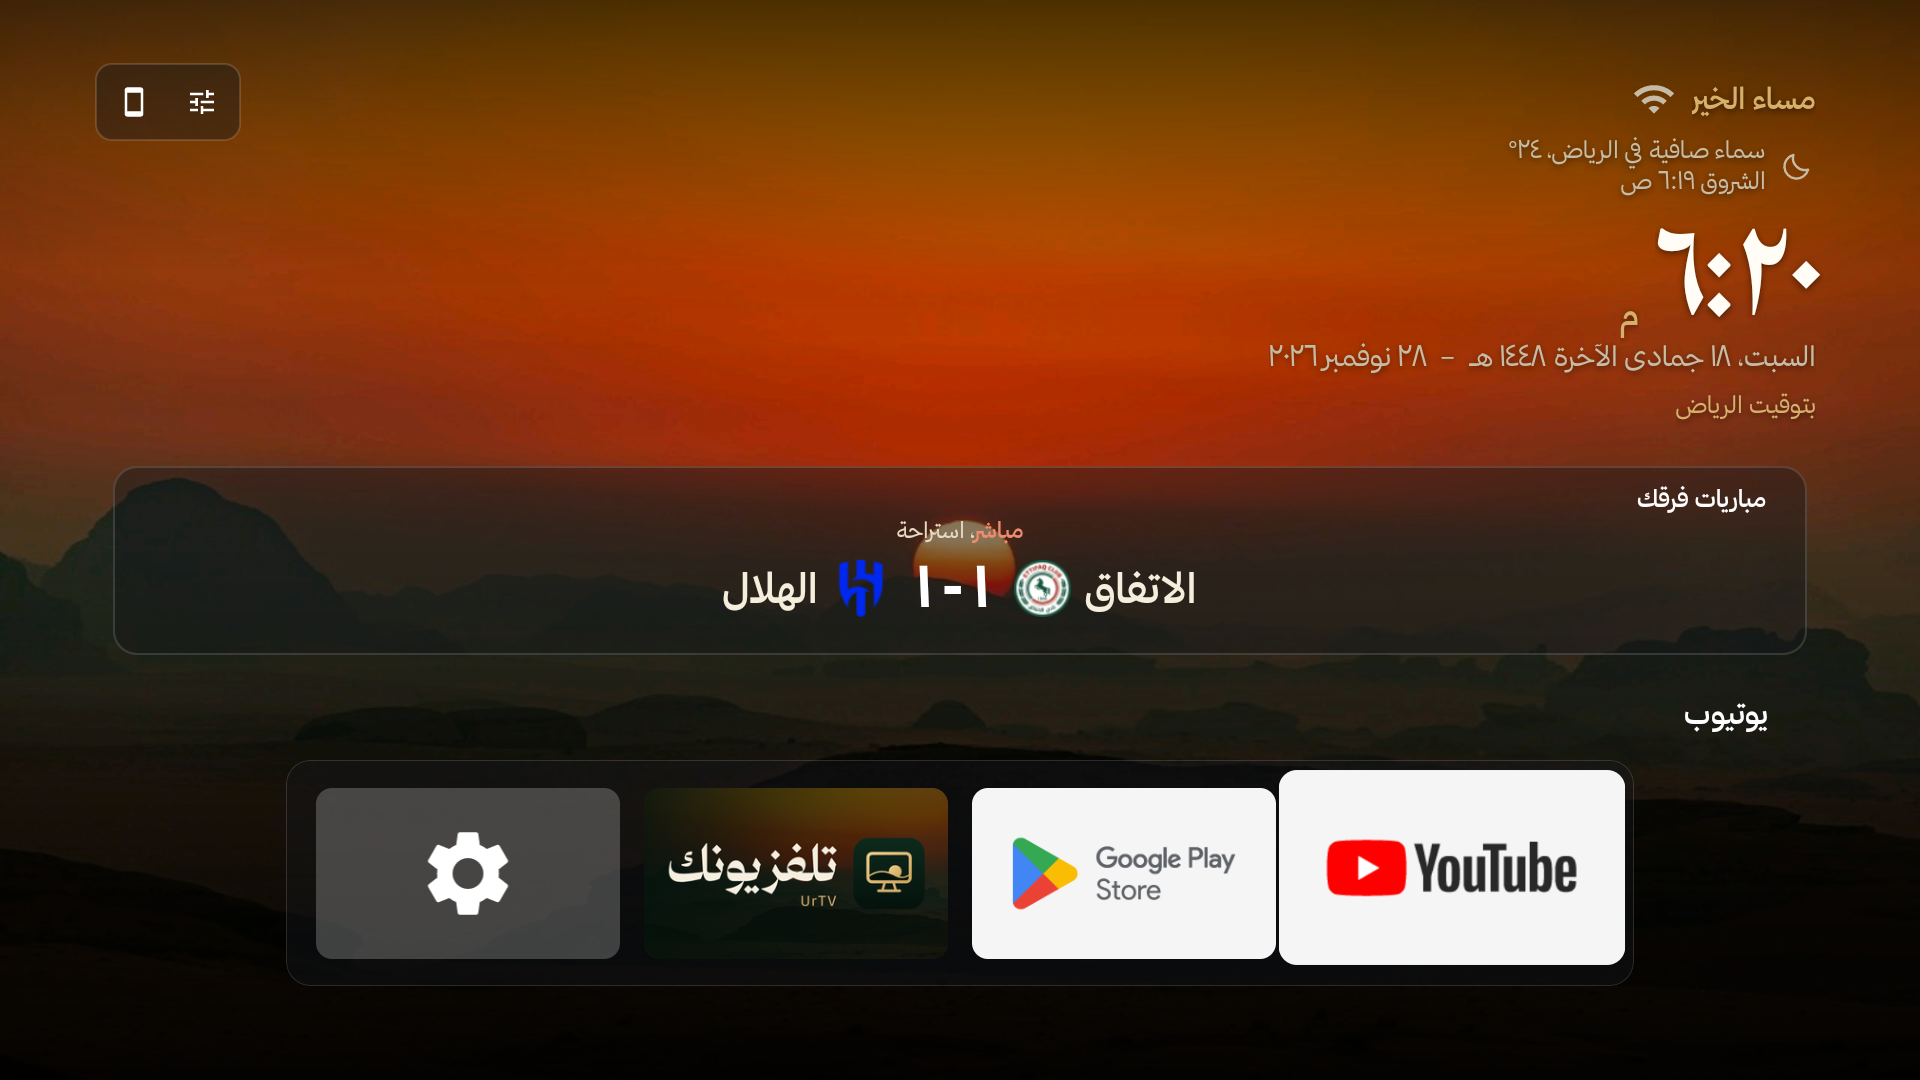 مساء الخير
سماء صافية في الرياض، ٢٤°
الشروق ٦:١٩ ص
٦:٢٠ م
السبت، ١٨ جمادى الآخرة ١٤٤٨ هـ – ٢٨ نوفمبر ٢٠٢٦
بتوقيت الرياض
مباريات فرقك
مباشر، استراحة
الاتفاق ١ - ١ الهلال
يوتيوب
YouTube
Google Play
Store
تلفزيونك
UrTV